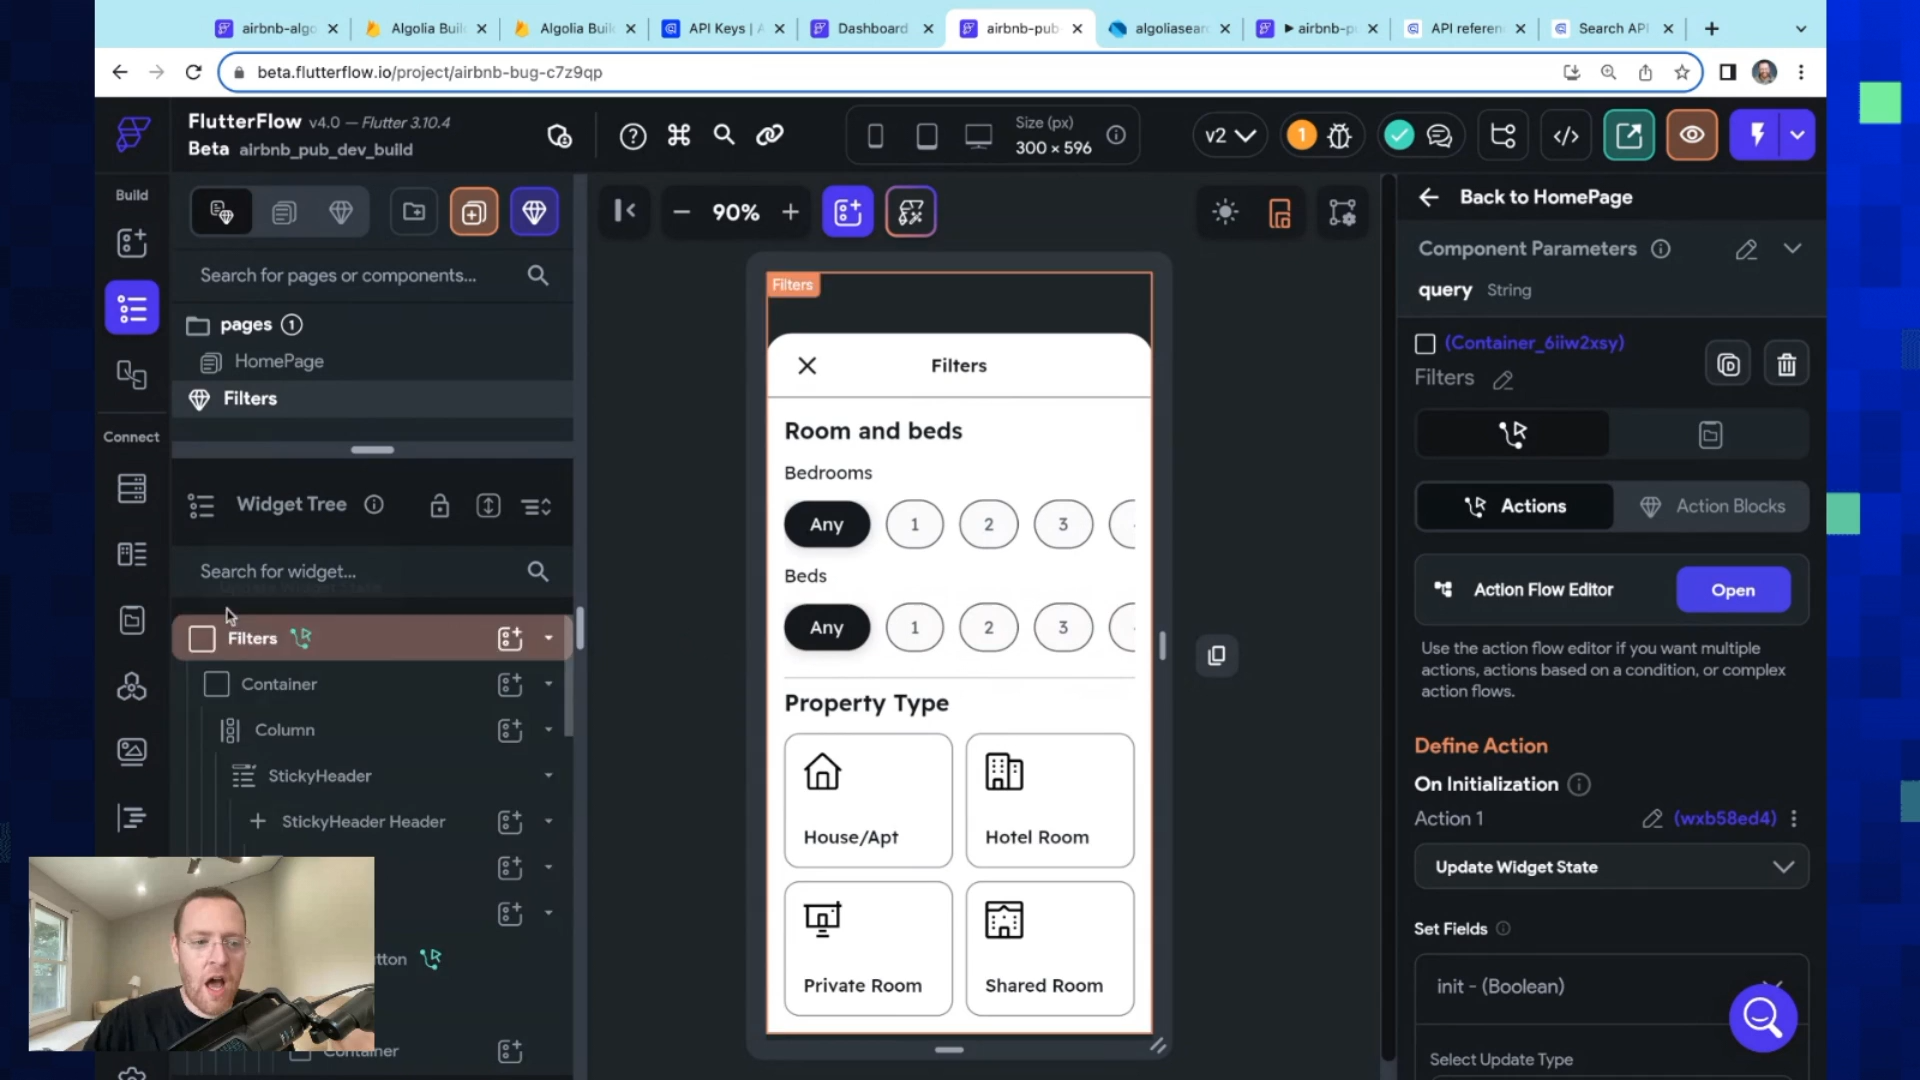 airbnb-algo
Algolia Buil
Algolia Buil
API Keys | A
Dashboard
airbnb-pub
algoliasear
airbnb-p
API referen
Search API
beta.flutterflow.io/project/airbnb-bug-c7z9qp
FlutterFlow v4.0 — Flutter 3.10.4
Beta airbnb_pub_dev_build
Size (px)
300 × 596
v2
1
Build
90%
Back to HomePage
Search for pages or components...
Component Parameters
query String
pages 1
HomePage
Filters
Connect
Widget Tree
Search for widget...
Filters
Container
Column
StickyHeader
StickyHeader Header
tton
Container
Filters
Filters
Room and beds
Bedrooms
Any 1 2 3
Beds
Any 1 2 3
Property Type
House/Apt
Hotel Room
Private Room
Shared Room
(Container_6iiw2xsy)
Filters
Actions
Action Blocks
Action Flow Editor
Open
Use the action flow editor if you want multiple
actions, actions based on a condition, or complex
action flows.
Define Action
On Initialization
Action 1 (wxb58ed4)
Update Widget State
Set Fields
init - (Boolean)
Select Update Type